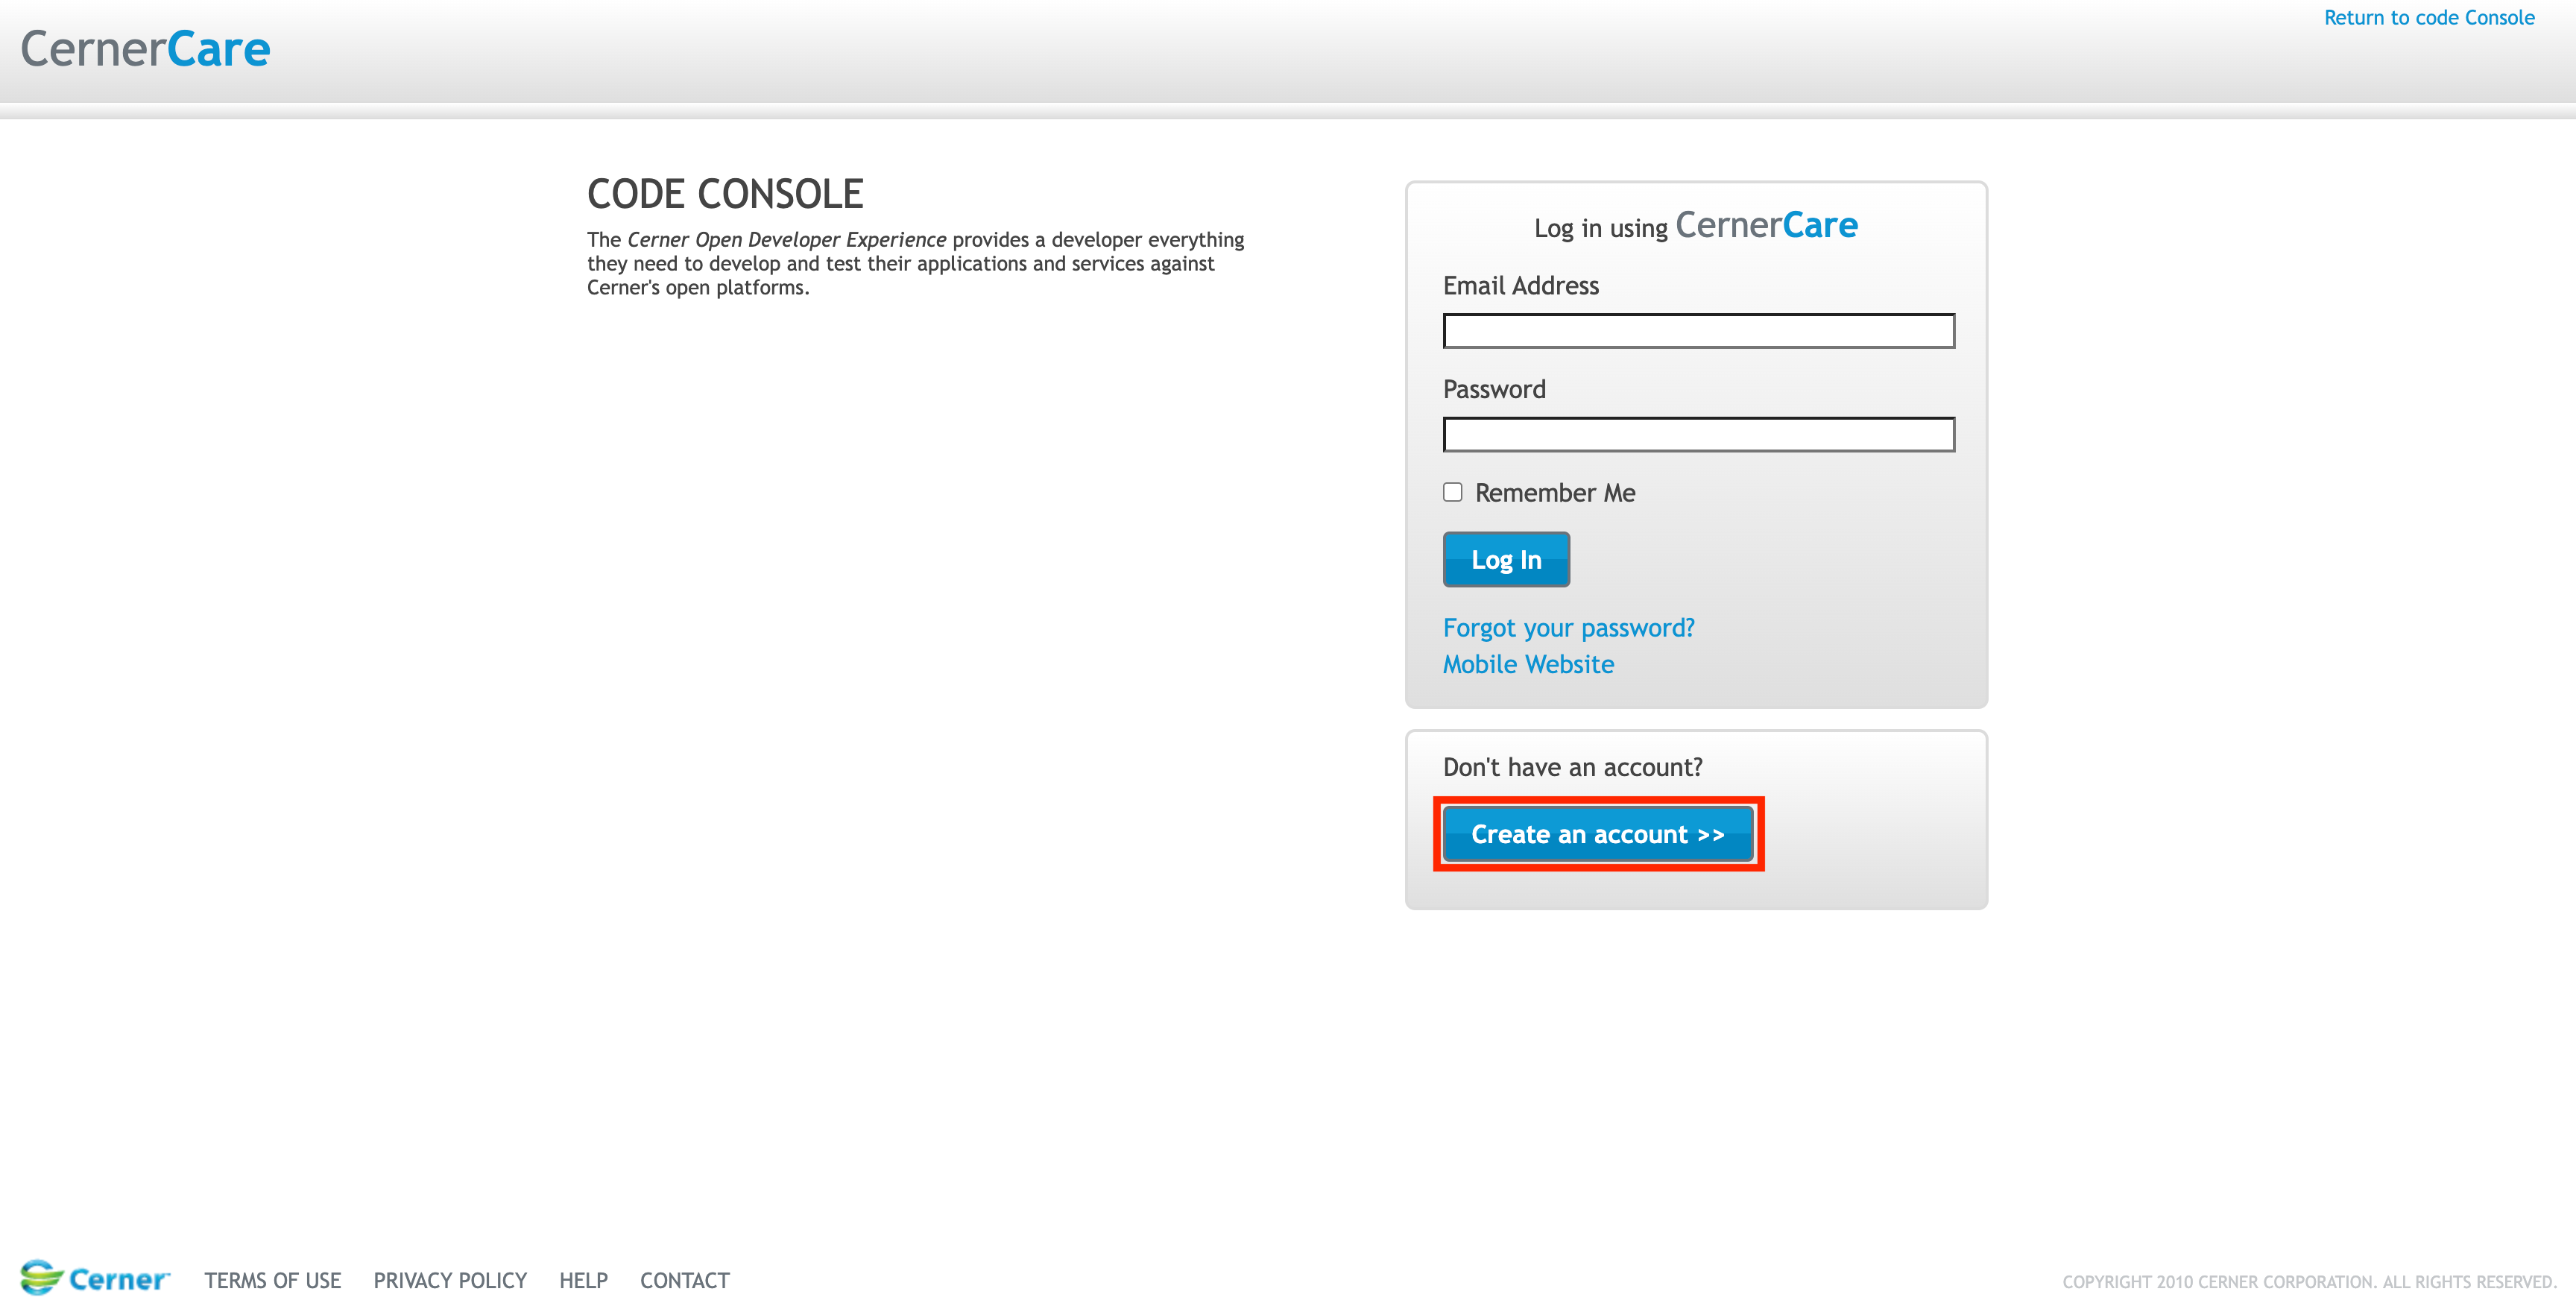 Return to code Console
CernerCare
CODE CONSOLE
The Cerner Open Developer Experience provides a developer everything
they need to develop and test their applications and services against
Cerner's open platforms.
Log in using CernerCare
Email Address
Password
Remember Me
Log In
Forgot your password?
Mobile Website
Don't have an account?
Create an account >>
Cerner™ TERMS OF USE PRIVACY POLICY HELP CONTACT COPYRIGHT 2010 CERNER CORPORATION. ALL RIGHTS RESERVED.